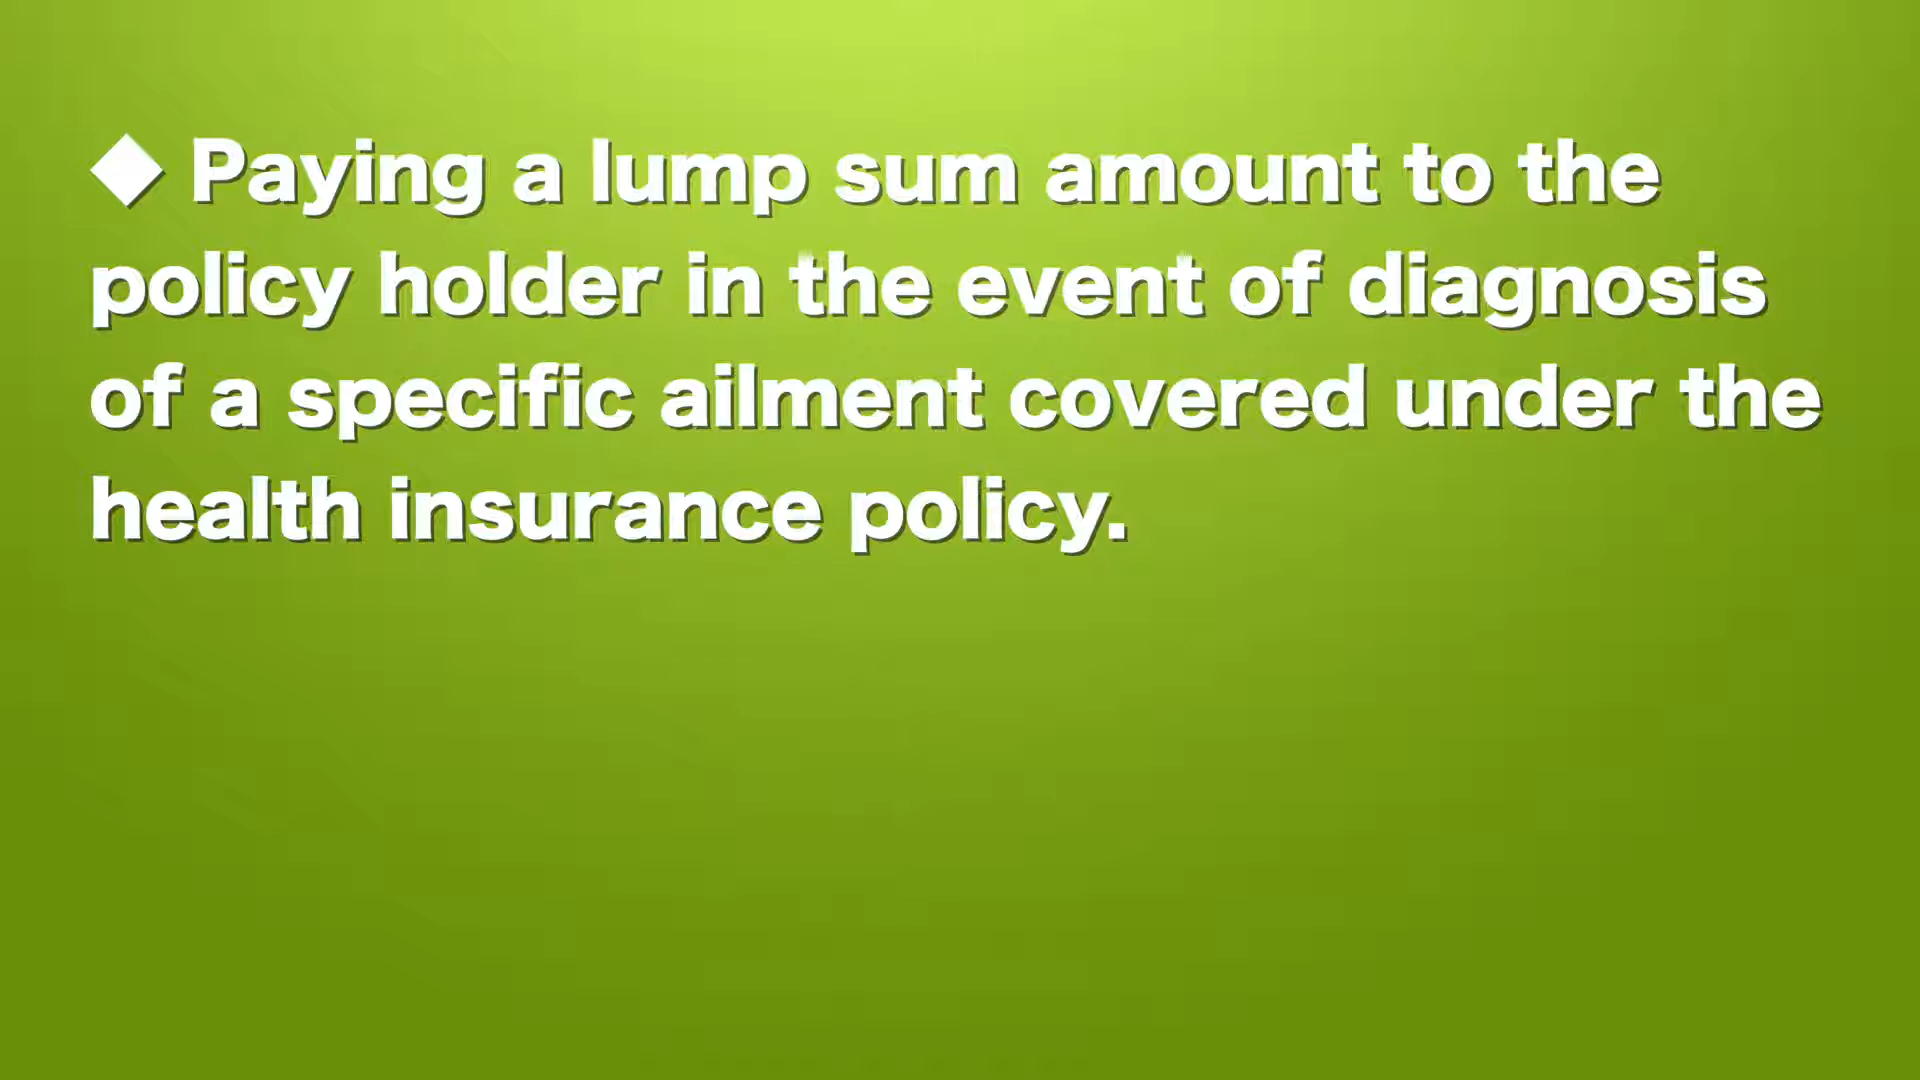 ◆ Paying a lump sum amount to the
policy holder in the event of diagnosis
of a specific ailment covered under the
health insurance policy.